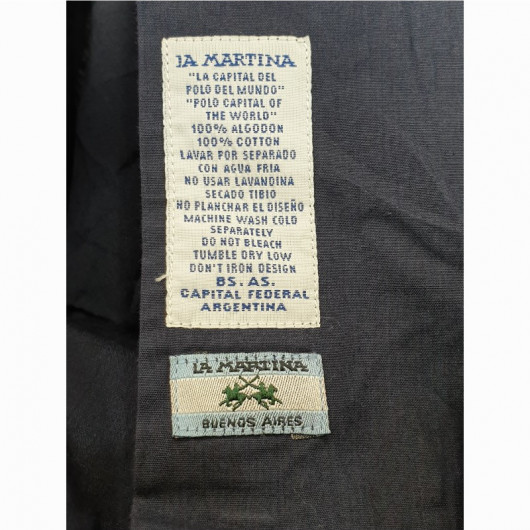 LA MARTINA
"LA CAPITAL DEL
POLO DEL MUNDO"
"POLO CAPITAL OF
THE WORLD"
100% ALGODON
100% COTTON
LAVAR POR SEPARADO
CON AGUA FRIA
NO USAR LAVANDINA
SECADO TIBIO
NO PLANCHAR EL DISEÑO
MACHINE WASH COLD
SEPARATELY
DO NOT BLEACH
TUMBLE DRY LOW
DON'T IRON DESIGN
BS. AS.
CAPITAL FEDERAL
ARGENTINA
LA MARTINA
BUENOS AIRES